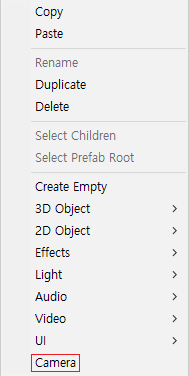 Copy
Paste
Rename
Duplicate
Delete
Select Children
Select Prefab Root
Create Empty
3D Object
2D Object
Effects
Light
Audio
Video
UI
Camera